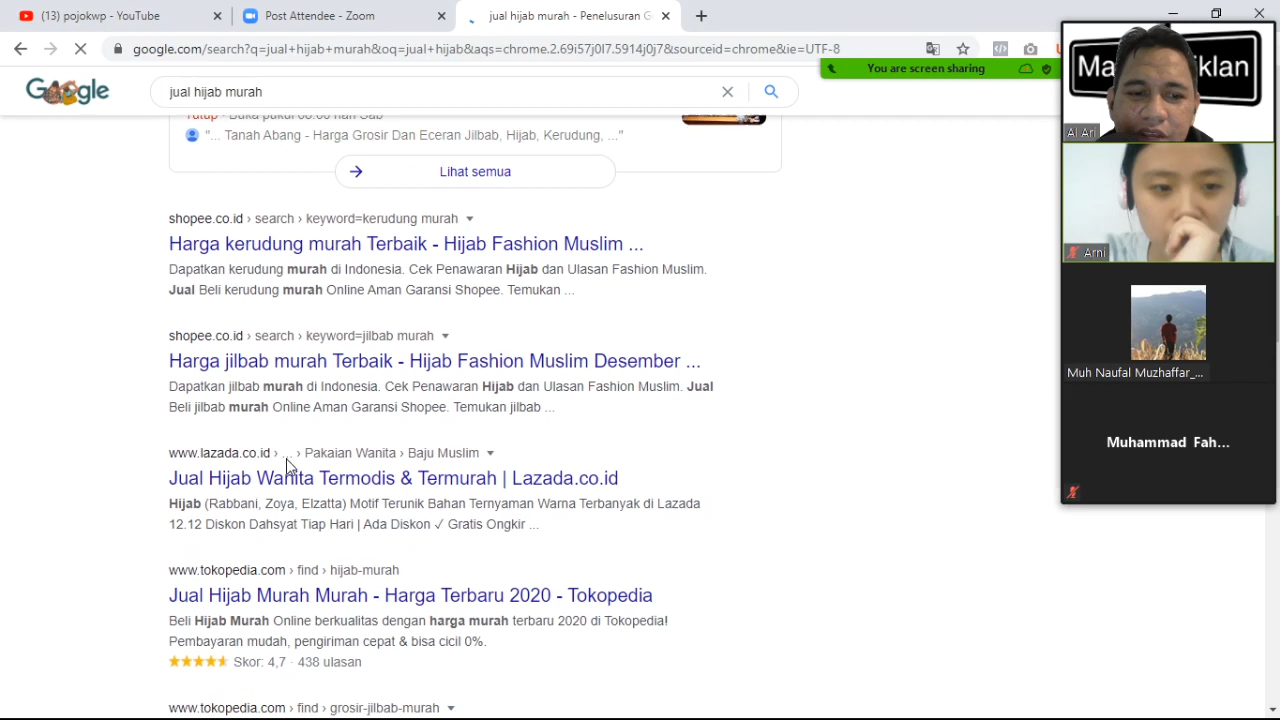 (13) pojokwp - YouTube
Post Attendee - Zoom
jual hijab murah - Penelusuran G
google.com/search?q=jual+hijab+murah&oq=jual+hijab&aqs=chrome.2.69i57j0l7.5914j0j7&sourceid=chrome&ie=UTF-8
You are screen sharing
Google
jual hijab murah
"... Tanah Abang - Harga Grosir Dan Eceran Jilbab, Hijab, Kerudung, ..."
Lihat semua
shopee.co.id › search › keyword=kerudung murah
Harga kerudung murah Terbaik - Hijab Fashion Muslim ...
Dapatkan kerudung murah di Indonesia. Cek Penawaran Hijab dan Ulasan Fashion Muslim.
Jual Beli kerudung murah Online Aman Garansi Shopee. Temukan ...
shopee.co.id › search › keyword=jilbab murah
Harga jilbab murah Terbaik - Hijab Fashion Muslim Desember ...
Dapatkan jilbab murah di Indonesia. Cek Penawaran Hijab dan Ulasan Fashion Muslim. Jual
Beli jilbab murah Online Aman Garansi Shopee. Temukan jilbab ...
www.lazada.co.id › ... › Pakaian Wanita › Baju Muslim
Jual Hijab Wanita Termodis & Termurah | Lazada.co.id
Hijab (Rabbani, Zoya, Elzatta) Motif Terunik Bahan Ternyaman Warna Terbanyak di Lazada
12.12 Diskon Dahsyat Tiap Hari | Ada Diskon ✓ Gratis Ongkir ...
www.tokopedia.com › find › hijab-murah
Jual Hijab Murah Murah - Harga Terbaru 2020 - Tokopedia
Beli Hijab Murah Online berkualitas dengan harga murah terbaru 2020 di Tokopedia!
Pembayaran mudah, pengiriman cepat & bisa cicil 0%.
Skor: 4,7 · 438 ulasan
www.tokopedia.com › find › grosir-jilbab-murah
Ma klan
Al Ari
Arni
Muh Naufal Muzhaffar_...
Muhammad Fah...